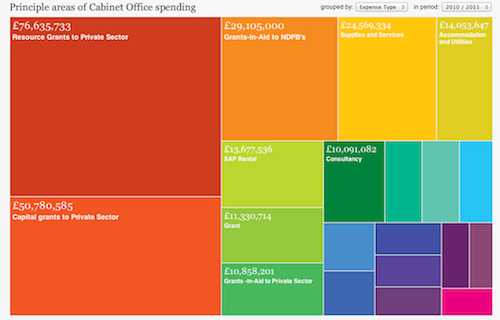 Principle areas of Cabinet Office spending
grouped by: Expense Type in period: 2010 / 2011
£76,635,733
Resource Grants to Private Sector
£29,105,000
Grants-in-Aid to NDPB's
£24,569,334
Supplies and Services
£14,053,647
Accommodation
and Utilities
£13,677,536
SAP Rental
£10,091,082
Consultancy
£50,780,585
Capital grants to Private Sector
£11,330,714
Grant
£10,858,201
Grants -in-Aid to Private Sector